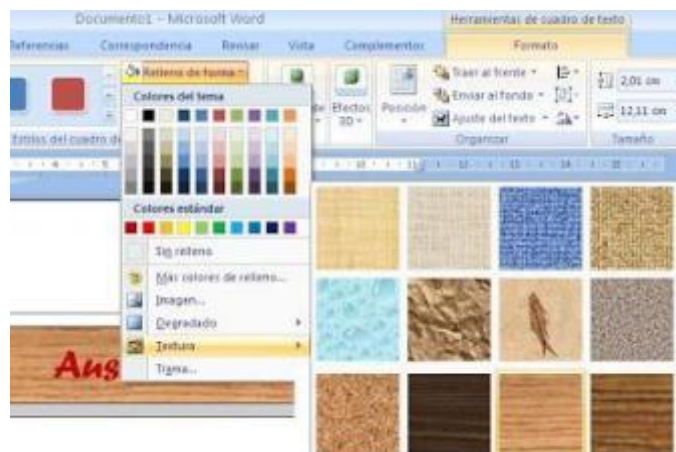 Documento1 - Microsoft Word
Herramientas de cuadro de texto
Referencias Correspondencia Revisar Vista Complementos Formato
Relleno de forma
Traer al frente
Enviar al fondo
Ajuste del texto
Efectos 3D
Posición
2,01 cm
12,11 cm
Estilos del cuadro de
Organizar
Tamaño
Colores del tema
Colores estándar
Sin relleno
Más colores de relleno...
Imagen...
Degradado
Textura
Trama...
Aus